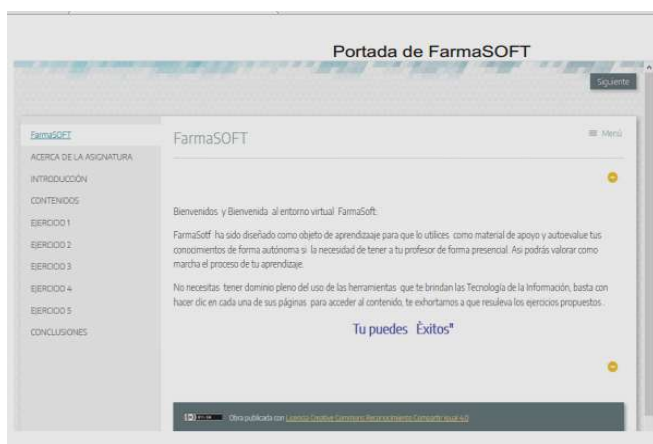 Portada de FarmaSOFT
Siguiente
FarmaSOFT
ACERCA DE LA ASIGNATURA
INTRODUCCIÓN
CONTENIDOS
EJERCICIO 1
EJERCICIO 2
EJERCICIO 3
EJERCICIO 4
EJERCICIO 5
CONCLUSIONES
FarmaSOFT
Menú
Bienvenidos y Bienvenida al entorno virtual FarmaSoft.
FarmaSotf ha sido diseñado como objeto de aprendizaaje para que lo utilices como material de apoyo y autoevalue tus
conocimientos de forma autónoma si la necesidad de tener a tu profesor de forma presencial. Asi podrás valorar como
marcha el proceso de tu aprendizaje.
No necesitas tener dominio pleno del uso de las herramientas que te brindan las Tecnología de la Información, basta con
hacer clic en cada una de sus páginas para acceder al contenido, te exhortamos a que resuleva los ejercicios propuestos .
Tu puedes Èxitos"
Obra publicada con Licencia Creative Commons Reconocimiento Compartir igual 4.0